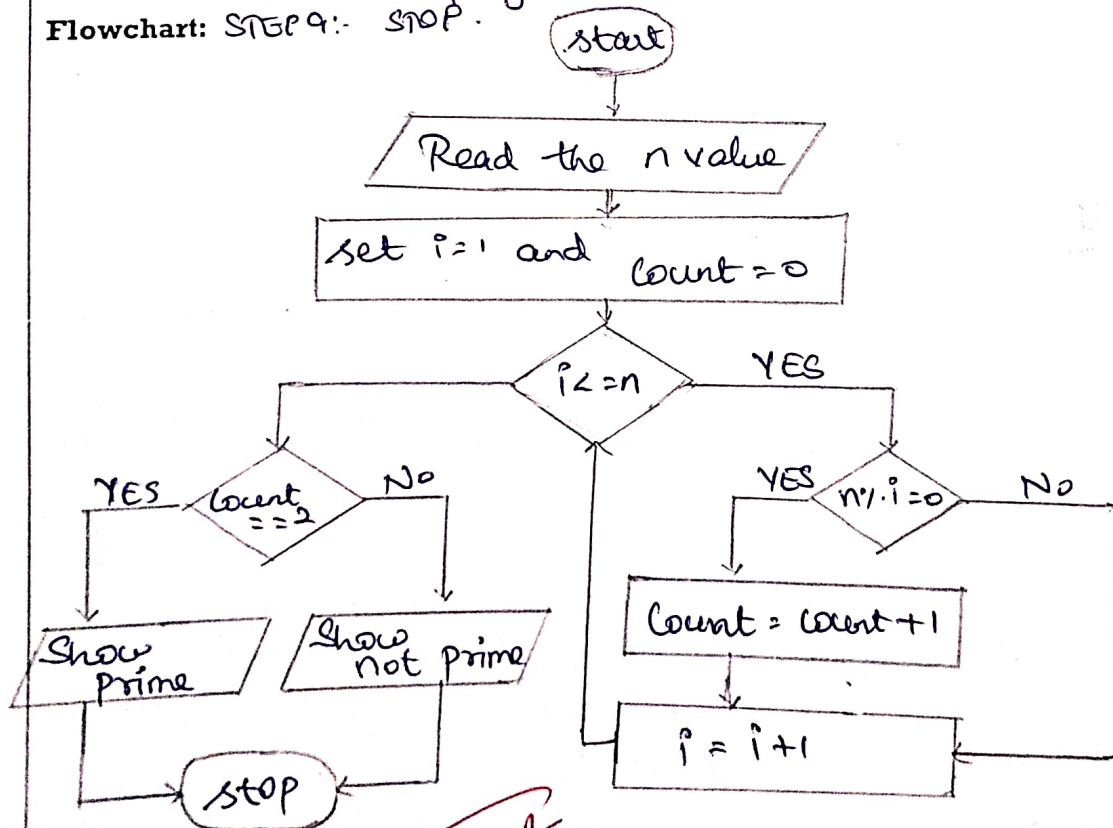 Flowchart: STEP 9:- STOP.
start
Read the n value
set i=1 and
count = 0
i<=n
YES
YES
Count
==2
No
YES
n%i=0
No
Count = count+1
Show
prime
Show
not prime
i = i+1
stop